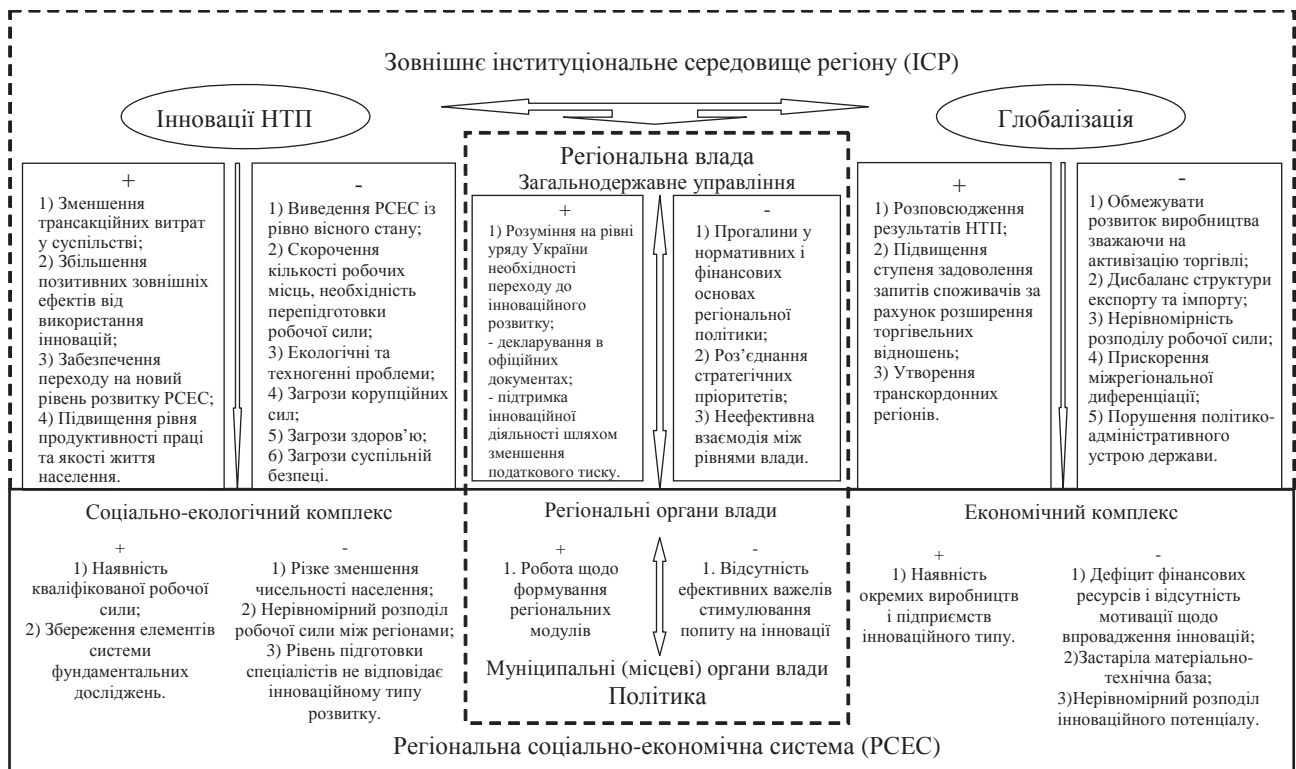 Зовнішнє інституціональне середовище регіону (ІСР)
Інновації НТП
Глобалізація
+
1) Зменшення
трансакційних витрат
у суспільстві;
2) Збільшення
позитивних зовнішніх
ефектів від
використання
інновацій;
3) Забезпечення
переходу на новий
рівень розвитку РСЕС;
4) Підвищення рівня
продуктивності праці
та якості життя
населення.
-
1) Виведення РСЕС із
рівно вісного стану;
2) Скорочення
кількості робочих
місць, необхідність
перепідготовки
робочої сили;
3) Екологічні та
техногенні проблеми;
4) Загрози корупційних
сил;
5) Загрози здоров’ю;
6) Загрози суспільній
безпеці.
Регіональна влада
Загальнодержавне управління
+
1) Розуміння на рівні
уряду України
необхідності
переходу до
інноваційного
розвитку;
- декларування в
офіційних
документах;
- підтримка
інноваційної
діяльності шляхом
зменшення
податкового тиску.
-
1) Прогалини у
нормативних і
фінансових
основах
регіональної
політики;
2) Роз’єднання
стратегічних
пріоритетів;
3) Неефективна
взаємодія між
рівнями влади.
+
1) Розповсюдження
результатів НТП;
2) Підвищення
ступеня задоволення
запитів споживачів за
рахунок розширення
торгівельних
відношень;
3) Утворення
транскордонних
регіонів.
-
1) Обмежувати
розвиток виробництва
зважаючи на
активізацію торгівлі;
2) Дисбаланс структури
експорту та імпорту;
3) Нерівномірність
розподілу робочої сили;
4) Прискорення
міжрегіональної
диференціації;
5) Порушення політико-
адміністративного
устрою держави.
Соціально-екологічний комплекс
+
1) Наявність
кваліфікованої робочої
сили;
2) Збереження елементів
системи
фундаментальних
досліджень.
-
1) Різке зменшення
чисельності населення;
2) Нерівномірний розподіл
робочої сили між регіонами;
3) Рівень підготовки
спеціалістів не відповідає
інноваційному типу
розвитку.
Регіональні органи влади
+
1. Робота щодо
формування
регіональних
модулів
-
1. Відсутність
ефективних важелів
стимулювання
попиту на інновації
Муніципальні (місцеві) органи влади
Політика
Економічний комплекс
+
1) Наявність
окремих виробництв
і підприємств
інноваційного типу.
-
1) Дефіцит фінансових
ресурсів і відсутність
мотивації щодо
впровадження інновацій;
2)Застаріла матеріально-
технічна база;
3)Нерівномірний розподіл
інноваційного потенціалу.
Регіональна соціально-економічна система (РСЕС)